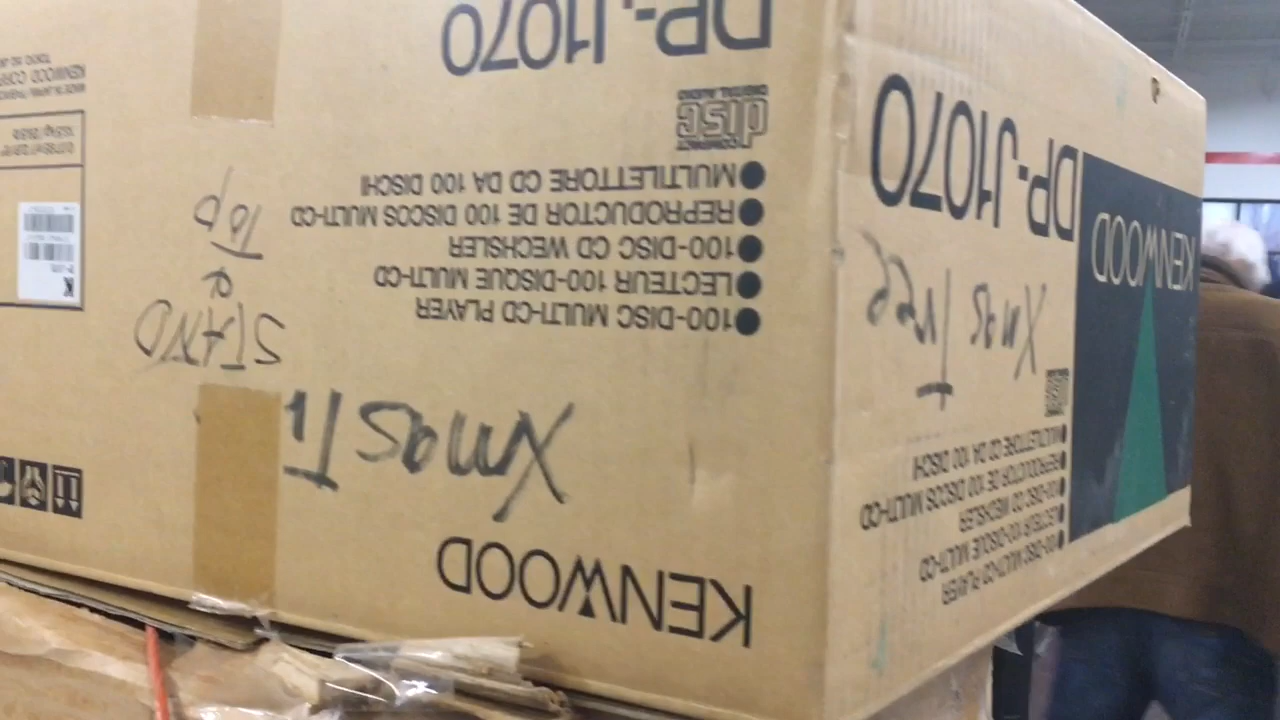 KENWOOD
Xmas Tr
STAND
&
Top
●100-DISC MULTI-CD PLAYER
●LECTEUR 100-DISQUE MULTI-CD
●100-DISC CD WECHSLER
●REPRODUCTOR DE 100 DISCOS MULTI-CD
●MULTILETTORE CD DA 100 DISCHI
COMPACT
disc
DIGITAL AUDIO
DP-J1070
KENWOOD CORP
100-DISC MULTI-CD PLAYER
LECTEUR 100-DISQUE MULTI-CD
100-DISC CD WECHSLER
REPRODUCTOR DE 100 DISCOS MULTI-CD
MULTILETTORE CD DA 100 DISCHI
Xmas Tree
KENWOOD
DP-J1070